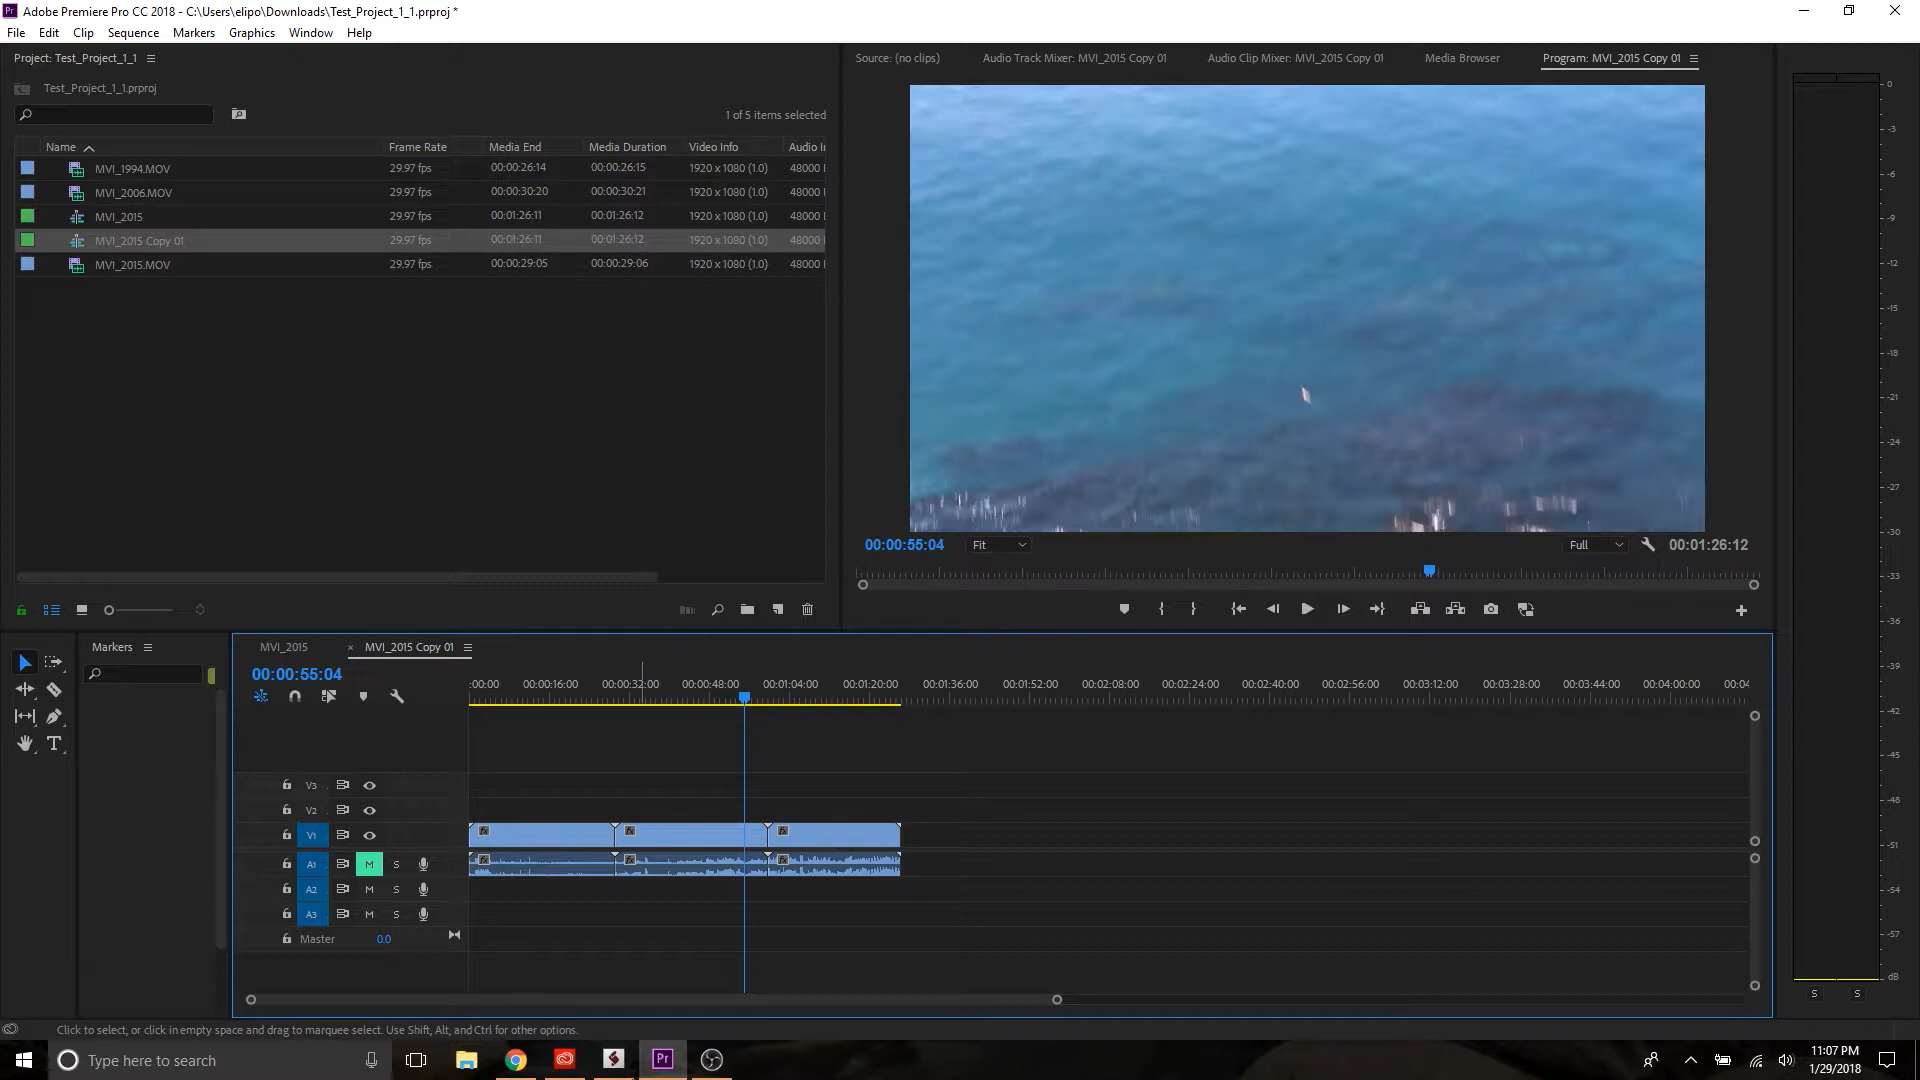 Pr Adobe Premiere Pro CC 2018 - C:\Users\elipo\Downloads\Test_Project_1_1.prproj *
File Edit Clip Sequence Markers Graphics Window Help
Project: Test_Project_1_1
Source: (no clips) Audio Track Mixer: MVI_2015 Copy 01 Audio Clip Mixer: MVI_2015 Copy 01 Media Browser Program: MVI_2015 Copy 01
Test_Project_1_1.prproj
1 of 5 items selected
Name Frame Rate Media End Media Duration Video Info Audio Ir
MVI_1994.MOV 29.97 fps 00:00:26:14 00:00:26:15 1920 x 1080 (1.0) 48000
MVI_2006.MOV 29.97 fps 00:00:30:20 00:00:30:21 1920 x 1080 (1.0) 48000
MVI_2015 29.97 fps 00:01:26:11 00:01:26:12 1920 x 1080 (1.0) 48000
MVI_2015 Copy 01 29.97 fps 00:01:26:11 00:01:26:12 1920 x 1080 (1.0) 48000
MVI_2015.MOV 29.97 fps 00:00:29:05 00:00:29:06 1920 x 1080 (1.0) 48000
00:00:55:04 Fit Full 00:01:26:12
0
-3
-6
-9
-12
-15
-18
-21
-24
-27
-30
-33
-36
-39
-42
-45
-48
-51
-54
-57
dB
S S
Markers
MVI_2015 × MVI_2015 Copy 01
00:00:55:04
:00:00 00:00:16:00 00:00:32:00 00:00:48:00 00:01:04:00 00:01:20:00 00:01:36:00 00:01:52:00 00:02:08:00 00:02:24:00 00:02:40:00 00:02:56:00 00:03:12:00 00:03:28:00 00:03:44:00 00:04:00:00 00:04
T
V3
V2
V1 fx fx fx
A1 M S fx fx fx
A2 M S
A3 M S
Master 0.0
Click to select, or click in empty space and drag to marquee select. Use Shift, Alt, and Ctrl for other options.
Type here to search
Pr
11:07 PM
1/29/2018